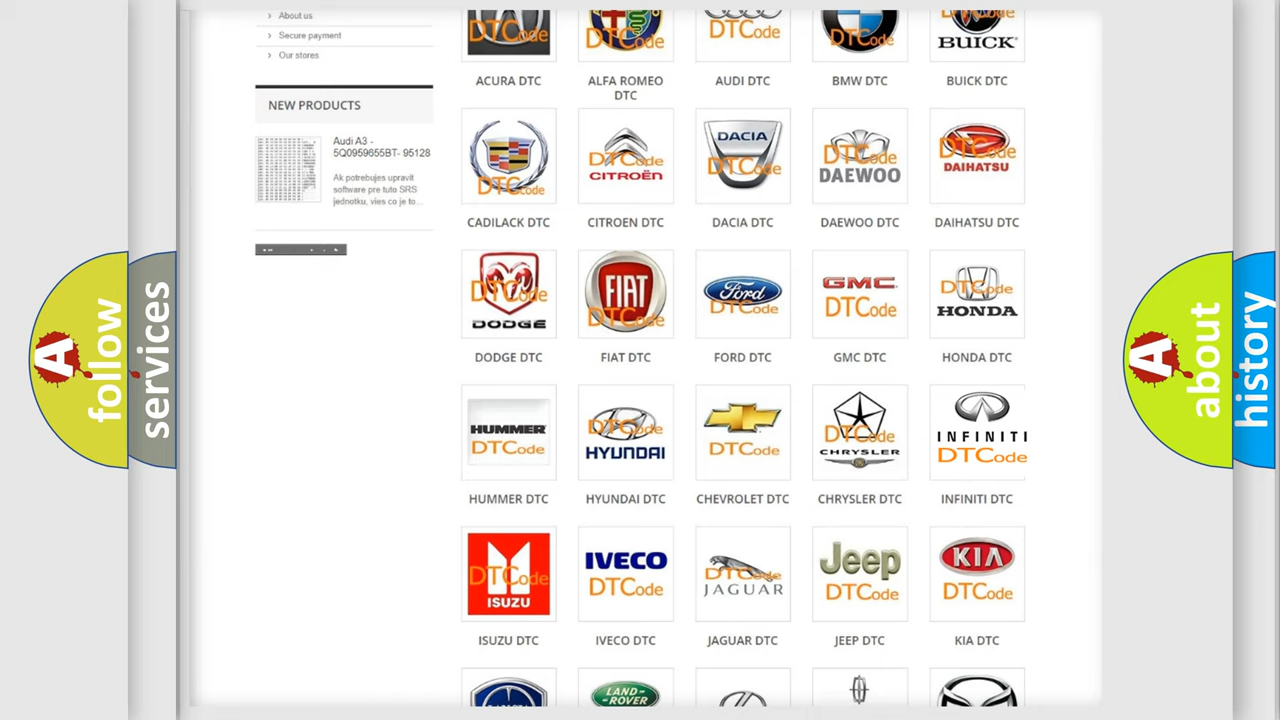 About us
Secure payment
Our stores
NEW PRODUCTS
Audi A3 -
5Q0959655BT- 95128
Ak potrebujes upravit
software pre tuto SRS
jednotku, vies co je to...
DTCode
DTCode
DTCode
DTCode
BUICK
ACURA DTC
ALFA ROMEO
DTC
AUDI DTC
BMW DTC
BUICK DTC
DTCode
DTCode
CITROËN
DACIA
DTCode
DTCode
DAEWOO
DTCode
DAIHATSU
CADILACK DTC
CITROEN DTC
DACIA DTC
DAEWOO DTC
DAIHATSU DTC
DTCode
DODGE
FIAT
DTCode
Ford
DTCode
GMC
DTCode
DTCode
HONDA
DODGE DTC
FIAT DTC
FORD DTC
GMC DTC
HONDA DTC
HUMMER
DTCode
DTCode
HYUNDAI
DTCode
DTCode
CHRYSLER
INFINITI
DTCode
HUMMER DTC
HYUNDAI DTC
CHEVROLET DTC
CHRYSLER DTC
INFINITI DTC
DTCode
ISUZU
IVECO
DTCode
DTCode
JAGUAR
Jeep
DTCode
KIA
DTCode
ISUZU DTC
IVECO DTC
JAGUAR DTC
JEEP DTC
KIA DTC
LAND-
ROVER
A
follow
services
A
about
history